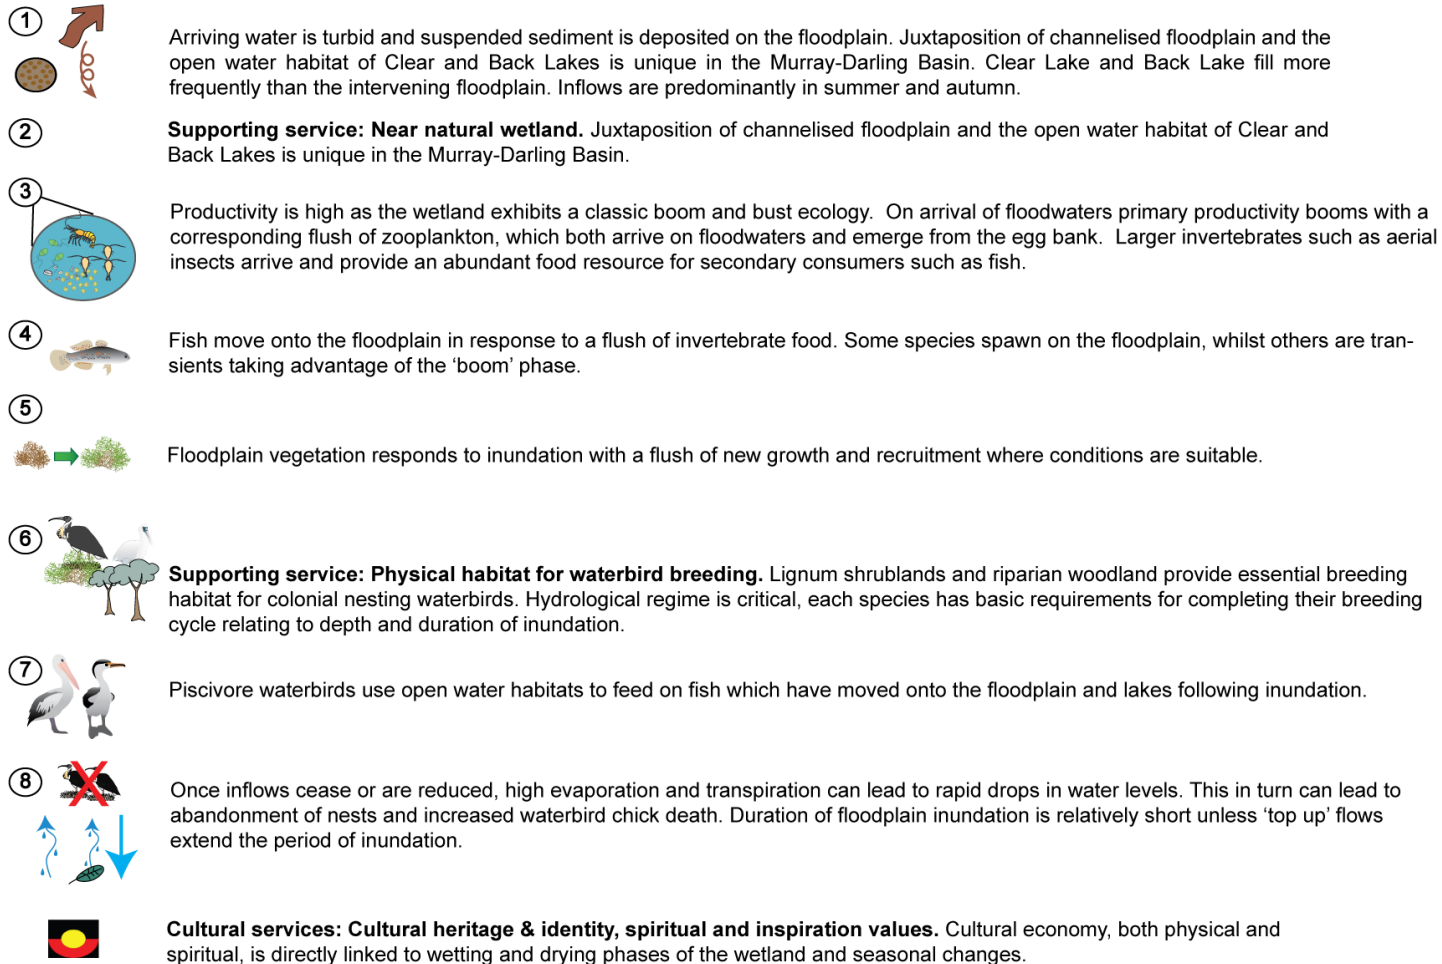 1
Arriving water is turbid and suspended sediment is deposited on the floodplain. Juxtaposition of channelised floodplain and the
open water habitat of Clear and Back Lakes is unique in the Murray-Darling Basin. Clear Lake and Back Lake fill more
frequently than the intervening floodplain. Inflows are predominantly in summer and autumn.
2
Supporting service: Near natural wetland. Juxtaposition of channelised floodplain and the open water habitat of Clear and
Back Lakes is unique in the Murray-Darling Basin.
3
Productivity is high as the wetland exhibits a classic boom and bust ecology. On arrival of floodwaters primary productivity booms with a
corresponding flush of zooplankton, which both arrive on floodwaters and emerge from the egg bank. Larger invertebrates such as aerial
insects arrive and provide an abundant food resource for secondary consumers such as fish.
4
Fish move onto the floodplain in response to a flush of invertebrate food. Some species spawn on the floodplain, whilst others are tran-
sients taking advantage of the ‘boom’ phase.
5
Floodplain vegetation responds to inundation with a flush of new growth and recruitment where conditions are suitable.
6
Supporting service: Physical habitat for waterbird breeding. Lignum shrublands and riparian woodland provide essential breeding
habitat for colonial nesting waterbirds. Hydrological regime is critical, each species has basic requirements for completing their breeding
cycle relating to depth and duration of inundation.
7
Piscivore waterbirds use open water habitats to feed on fish which have moved onto the floodplain and lakes following inundation.
8
Once inflows cease or are reduced, high evaporation and transpiration can lead to rapid drops in water levels. This in turn can lead to
abandonment of nests and increased waterbird chick death. Duration of floodplain inundation is relatively short unless ‘top up’ flows
extend the period of inundation.
Cultural services: Cultural heritage & identity, spiritual and inspiration values. Cultural economy, both physical and
spiritual, is directly linked to wetting and drying phases of the wetland and seasonal changes.